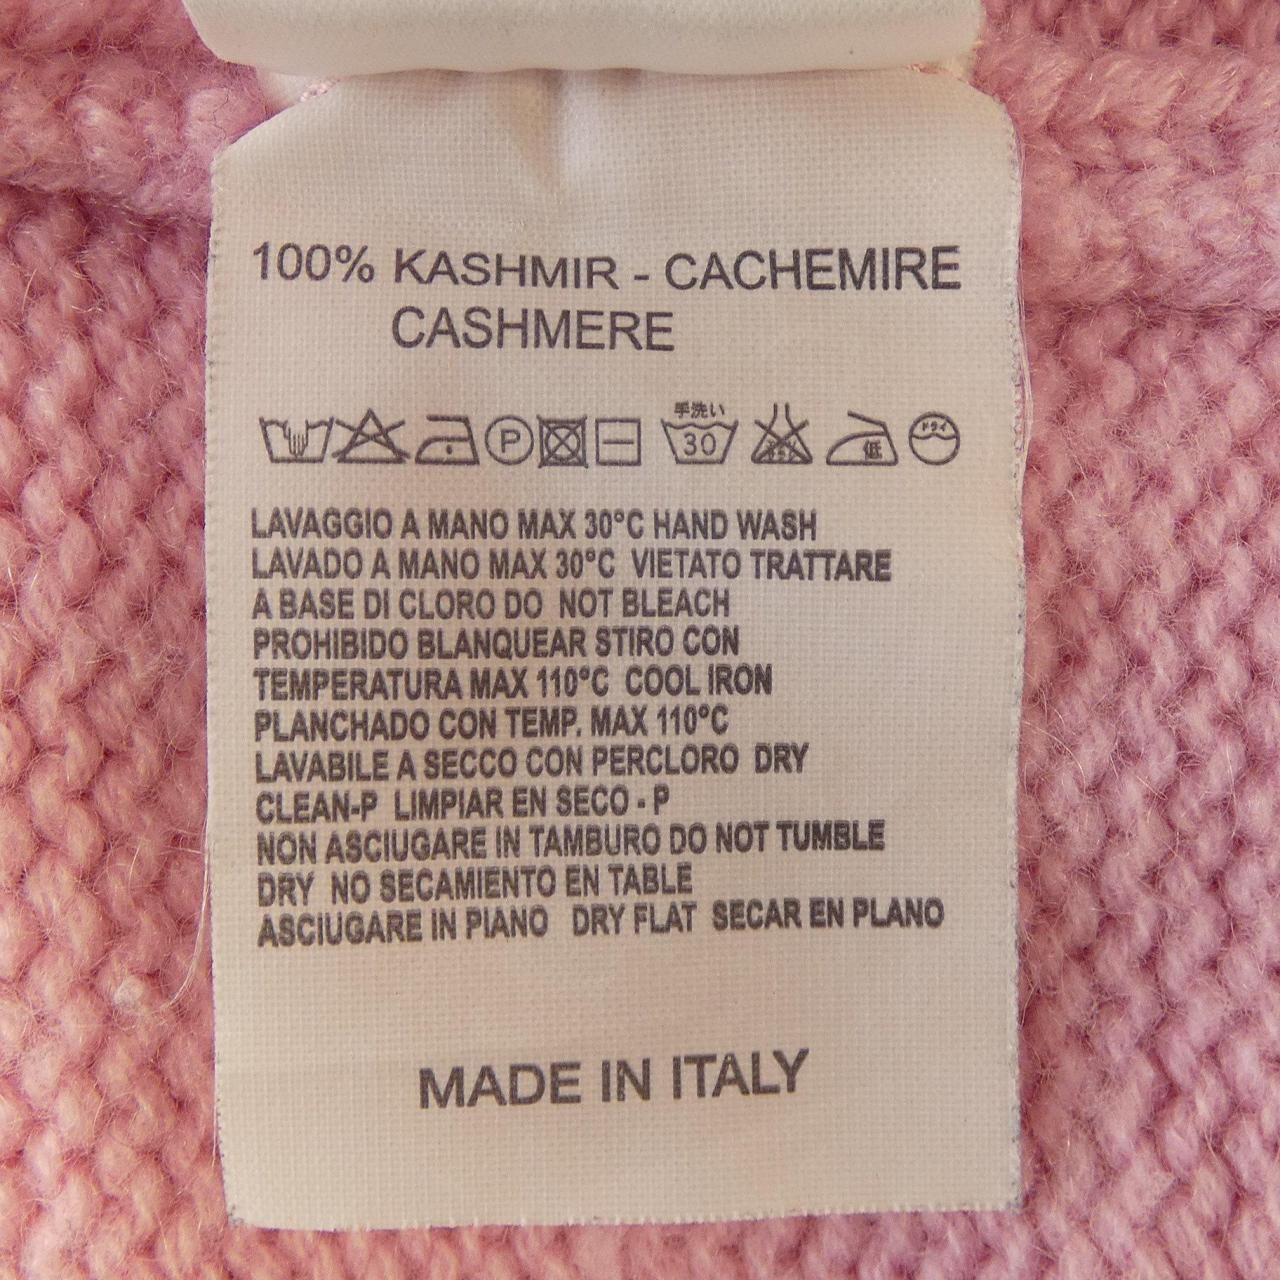 100% KASHMIR - CACHEMIRE
CASHMERE
P 手洗い 30 低 ドライ
LAVAGGIO A MANO MAX 30°C HAND WASH
LAVADO A MANO MAX 30°C VIETATO TRATTARE
A BASE DI CLORO DO NOT BLEACH
PROHIBIDO BLANQUEAR STIRO CON
TEMPERATURA MAX 110°C COOL IRON
PLANCHADO CON TEMP. MAX 110°C
LAVABILE A SECCO CON PERCLORO DRY
CLEAN-P LIMPIAR EN SECO - P
NON ASCIUGARE IN TAMBURO DO NOT TUMBLE
DRY NO SECAMIENTO EN TABLE
ASCIUGARE IN PIANO DRY FLAT SECAR EN PLANO
MADE IN ITALY